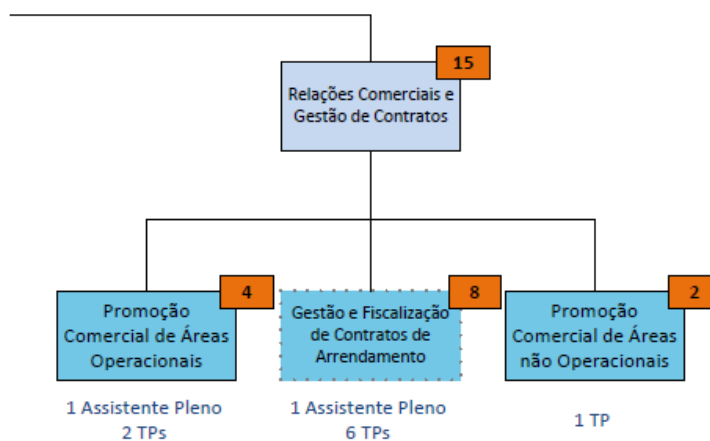 15
Relações Comerciais e
Gestão de Contratos
4
Promoção
Comercial de Áreas
Operacionais
1 Assistente Pleno
2 TPs
8
Gestão e Fiscalização
de Contratos de
Arrendamento
1 Assistente Pleno
6 TPs
2
Promoção
Comercial de Áreas
não Operacionais
1 TP